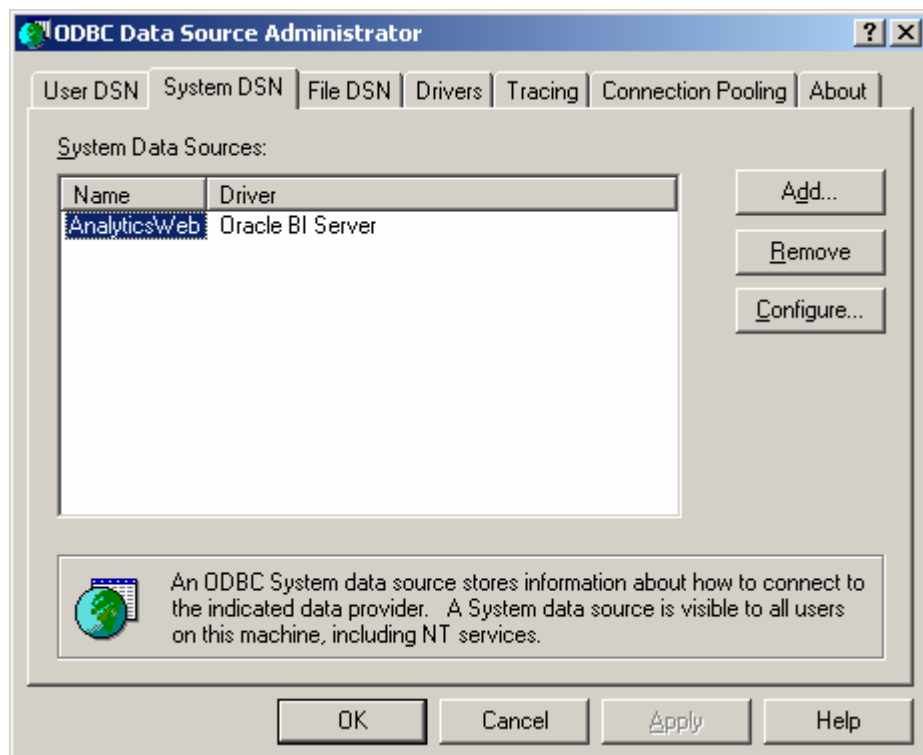 ODBC Data Source Administrator
User DSN System DSN File DSN Drivers Tracing Connection Pooling About
System Data Sources:
Name Driver
AnalyticsWeb Oracle BI Server
Add...
Remove
Configure...
An ODBC System data source stores information about how to connect to
the indicated data provider. A System data source is visible to all users
on this machine, including NT services.
OK Cancel Apply Help